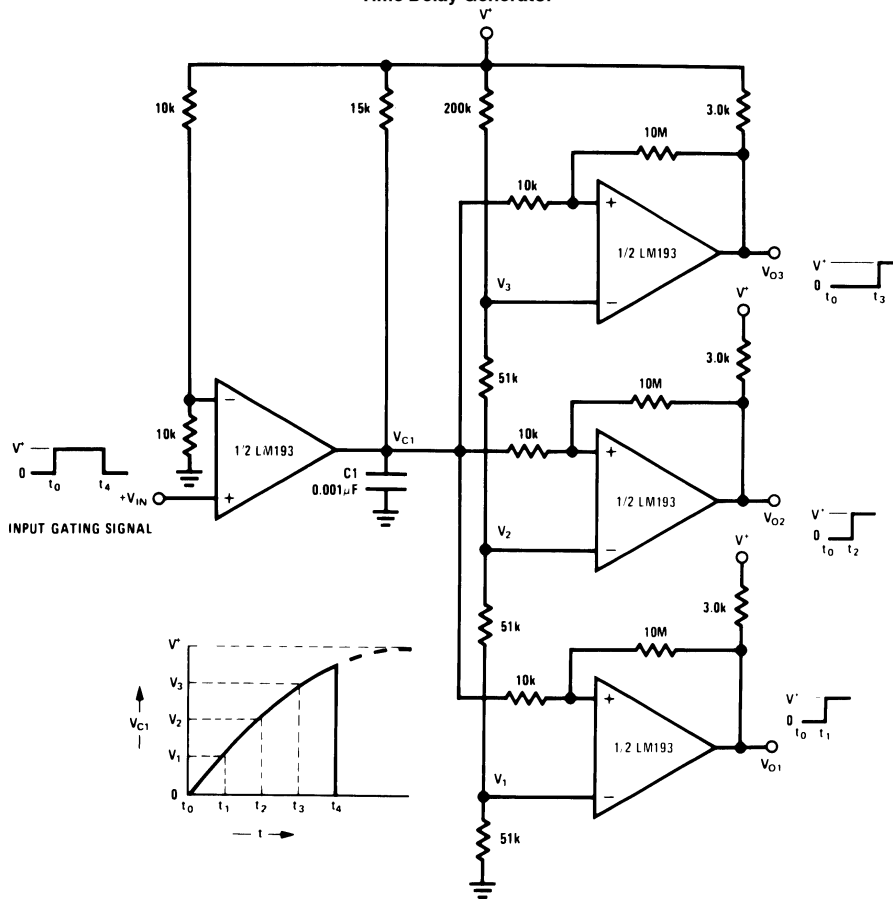 V⁺
10k
15k
200k
3.0k
10M
10k
+
1/2 LM193
−
V₃
VO3
V⁺
0
t₀ t₃
V⁺
3.0k
51k
10M
10k
+
1/2 LM193
−
V₂
VO2
V⁺
0
t₀ t₂
−
1/2 LM193
+
10k
VC1
C1
0.001µF
V⁺
0
t₀ t₄
+VIN
INPUT GATING SIGNAL
V⁺
3.0k
51k
10M
10k
+
1/2 LM193
−
V₁
VO1
V⁺
0
t₀ t₁
51k
V⁺
V₃
V₂
V₁
0
VC1
t₀ t₁ t₂ t₃ t₄
t